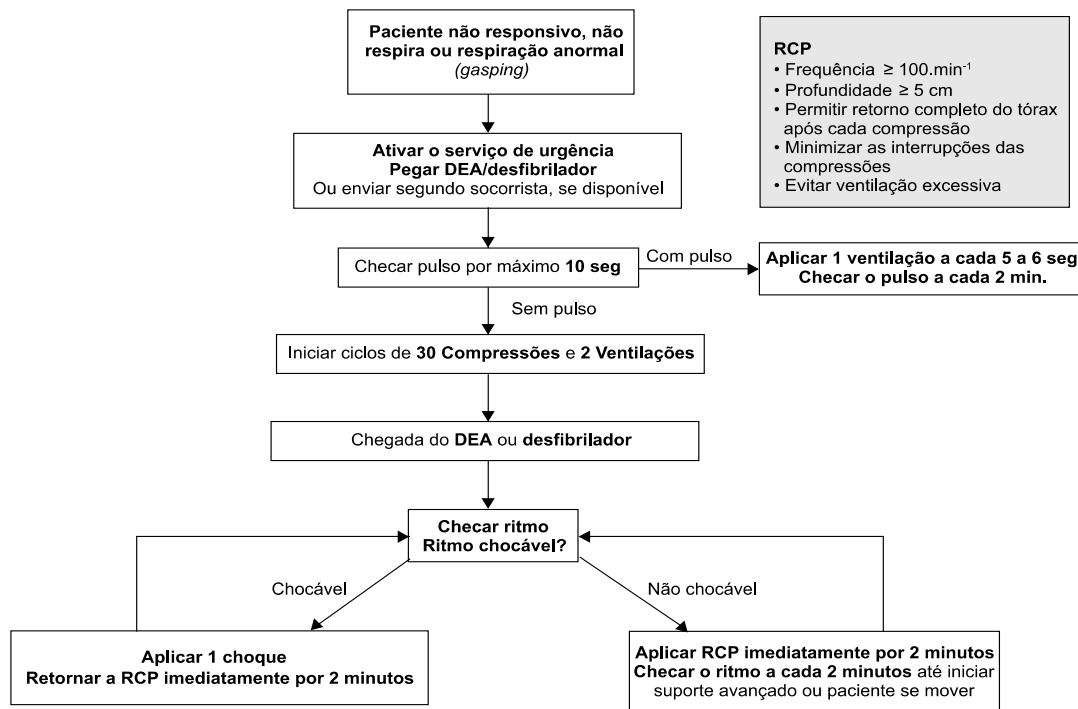 Paciente não responsivo, não
respira ou respiração anormal
(gasping)
RCP
• Frequência ≥ 100.min⁻¹
• Profundidade ≥ 5 cm
• Permitir retorno completo do tórax
após cada compressão
• Minimizar as interrupções das
compressões
• Evitar ventilação excessiva
Ativar o serviço de urgência
Pegar DEA/desfibrilador
Ou enviar segundo socorrista, se disponível
Checar pulso por máximo 10 seg
Com pulso
Aplicar 1 ventilação a cada 5 a 6 seg
Checar o pulso a cada 2 min.
Sem pulso
Iniciar ciclos de 30 Compressões e 2 Ventilações
Chegada do DEA ou desfibrilador
Checar ritmo
Ritmo chocável?
Chocável
Não chocável
Aplicar 1 choque
Retornar a RCP imediatamente por 2 minutos
Aplicar RCP imediatamente por 2 minutos
Checar o ritmo a cada 2 minutos até iniciar
suporte avançado ou paciente se mover